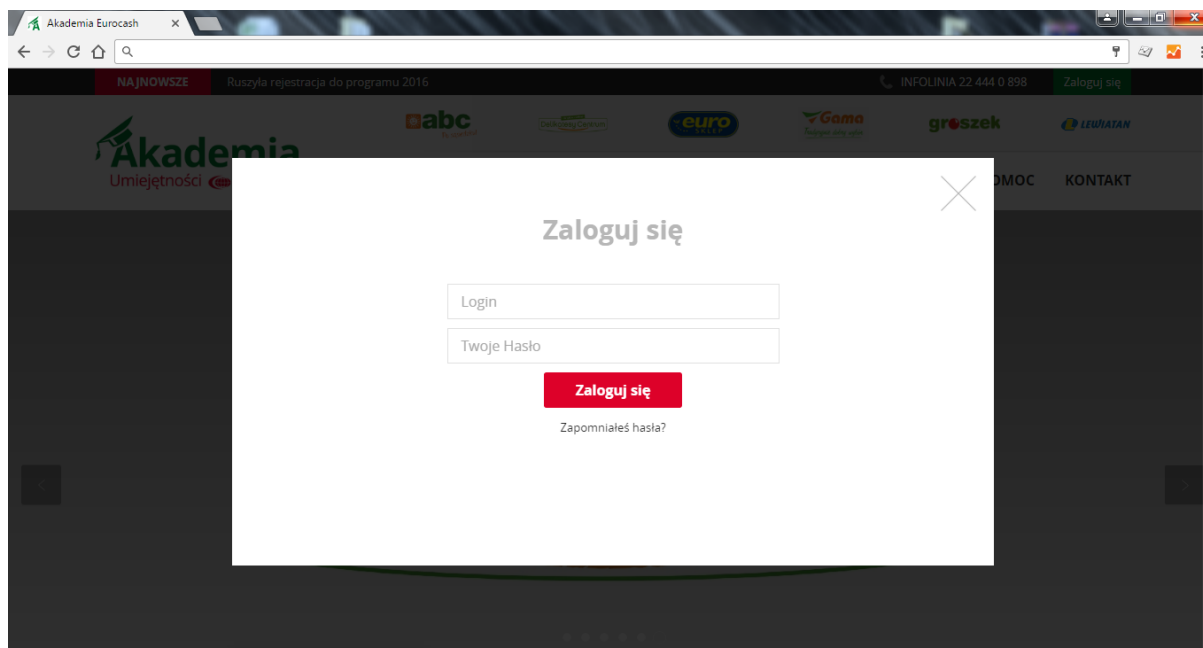 Akademia Eurocash
NAJNOWSZE Ruszyła rejestracja do programu 2016 INFOLINIA 22 444 0 898 Zaloguj się
abc euro SKLEP Gama groszek LEWIATAN
Akademia
Umiejętności
OMOC KONTAKT
Zaloguj się
Login
Twoje Hasło
Zaloguj się
Zapomniałeś hasła?